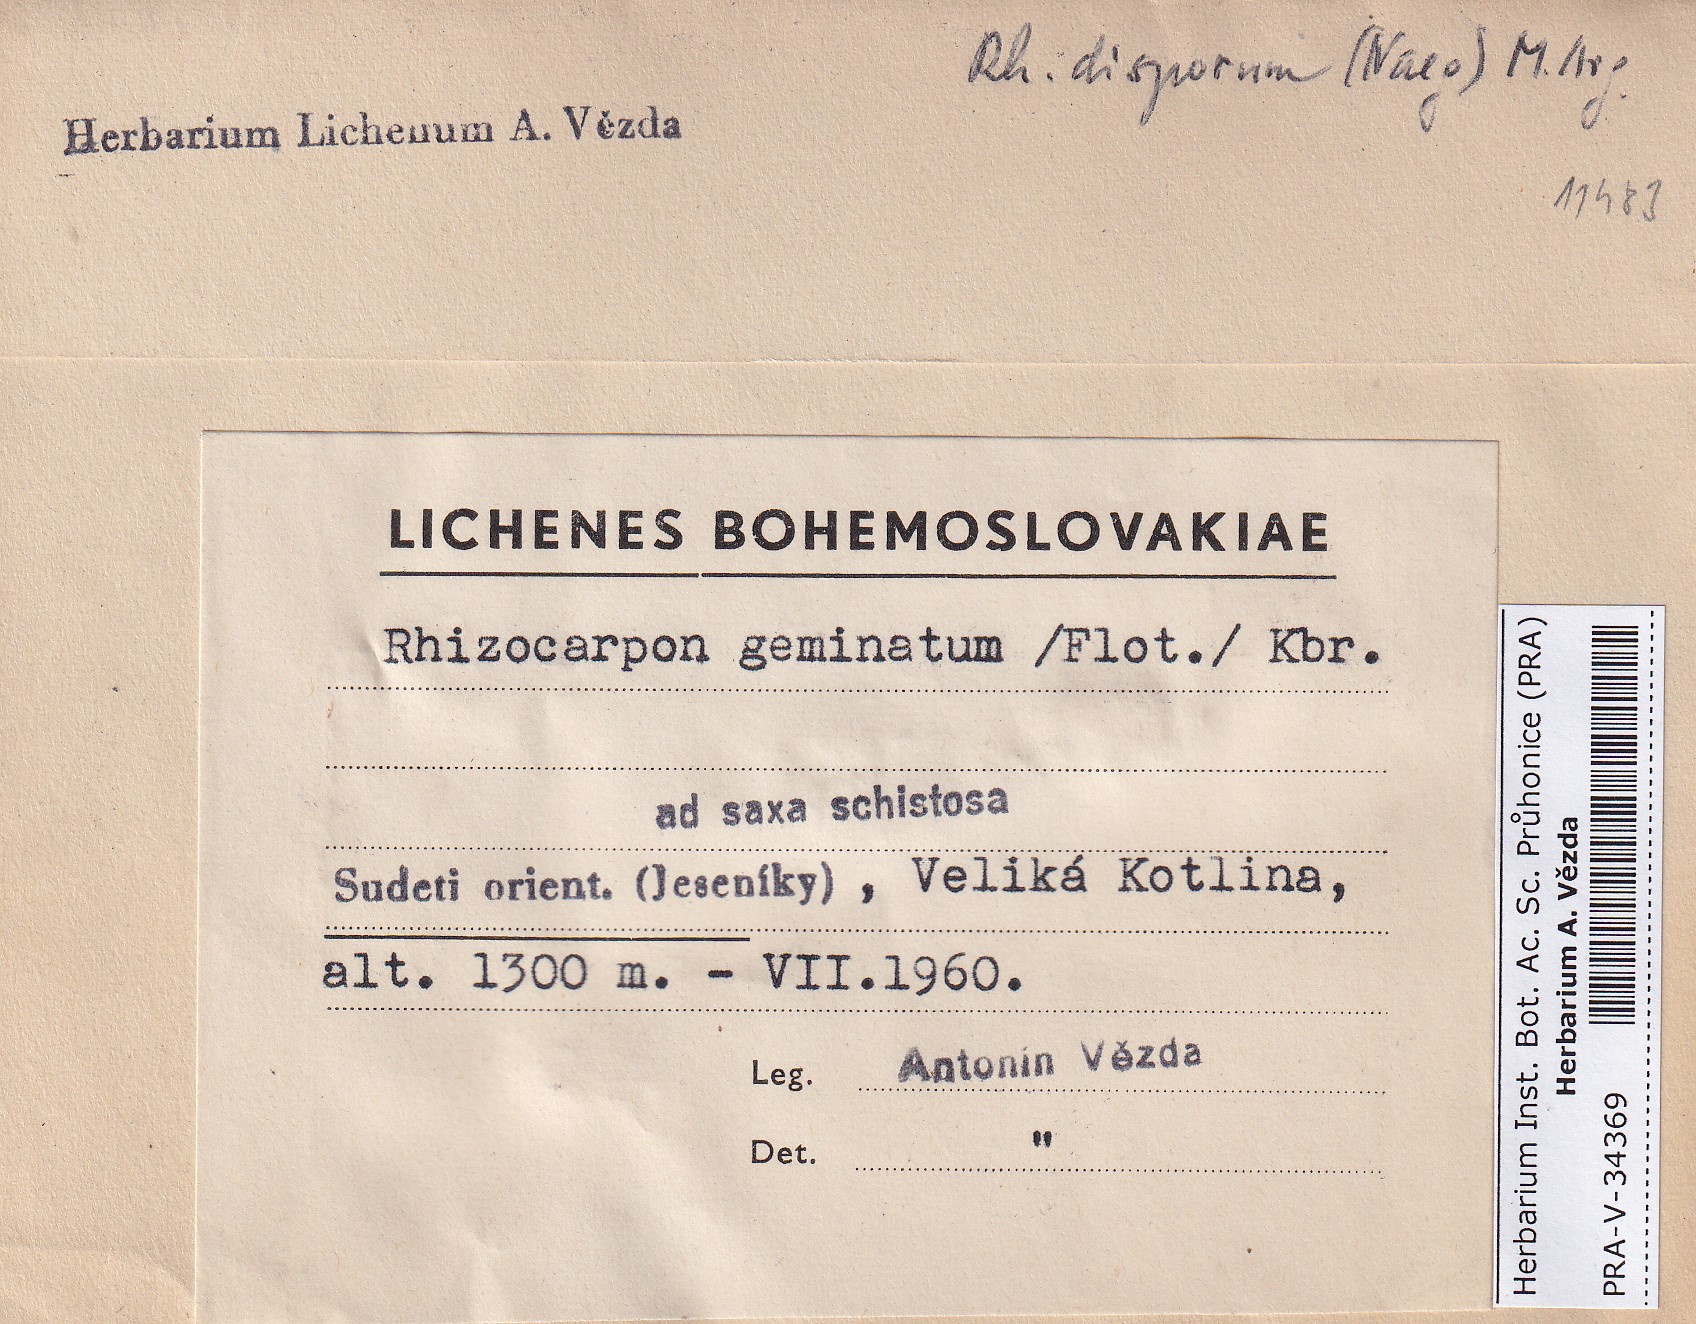 Rh. disporum (Naeg) M. Arg.
Herbarium Lichenum A. Vězda
11483
LICHENES BOHEMOSLOVAKIAE
Rhizocarpon geminatum /Flot./ Kbr.
ad saxa schistosa
Sudeti orient. (Jeseníky) , Veliká Kotlina,
alt. 1300 m. - VII.1960.
Leg. Antonín Vězda
Det. "
Herbarium Inst. Bot. Ac. Sc. Průhonice (PRA)
Herbarium A. Vězda
PRA-V-34369